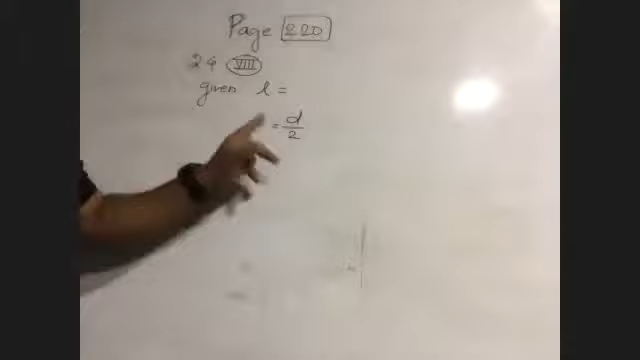 Page 220
24 VIII
given l =
= d/2